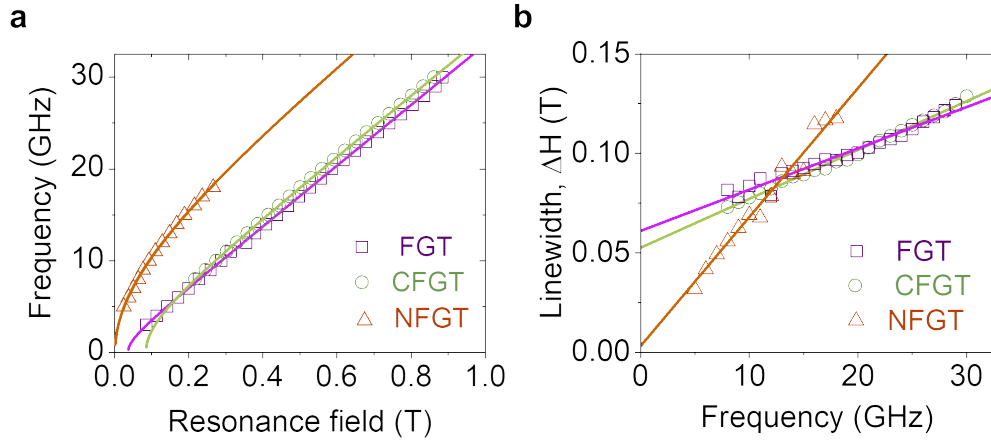 a
Frequency (GHz)
30
20
10
0
0.0 0.2 0.4 0.6 0.8 1.0
Resonance field (T)
FGT
CFGT
NFGT
b
Linewidth, ΔH (T)
0.15
0.10
0.05
0.00
0 10 20 30
Frequency (GHz)
FGT
CFGT
NFGT